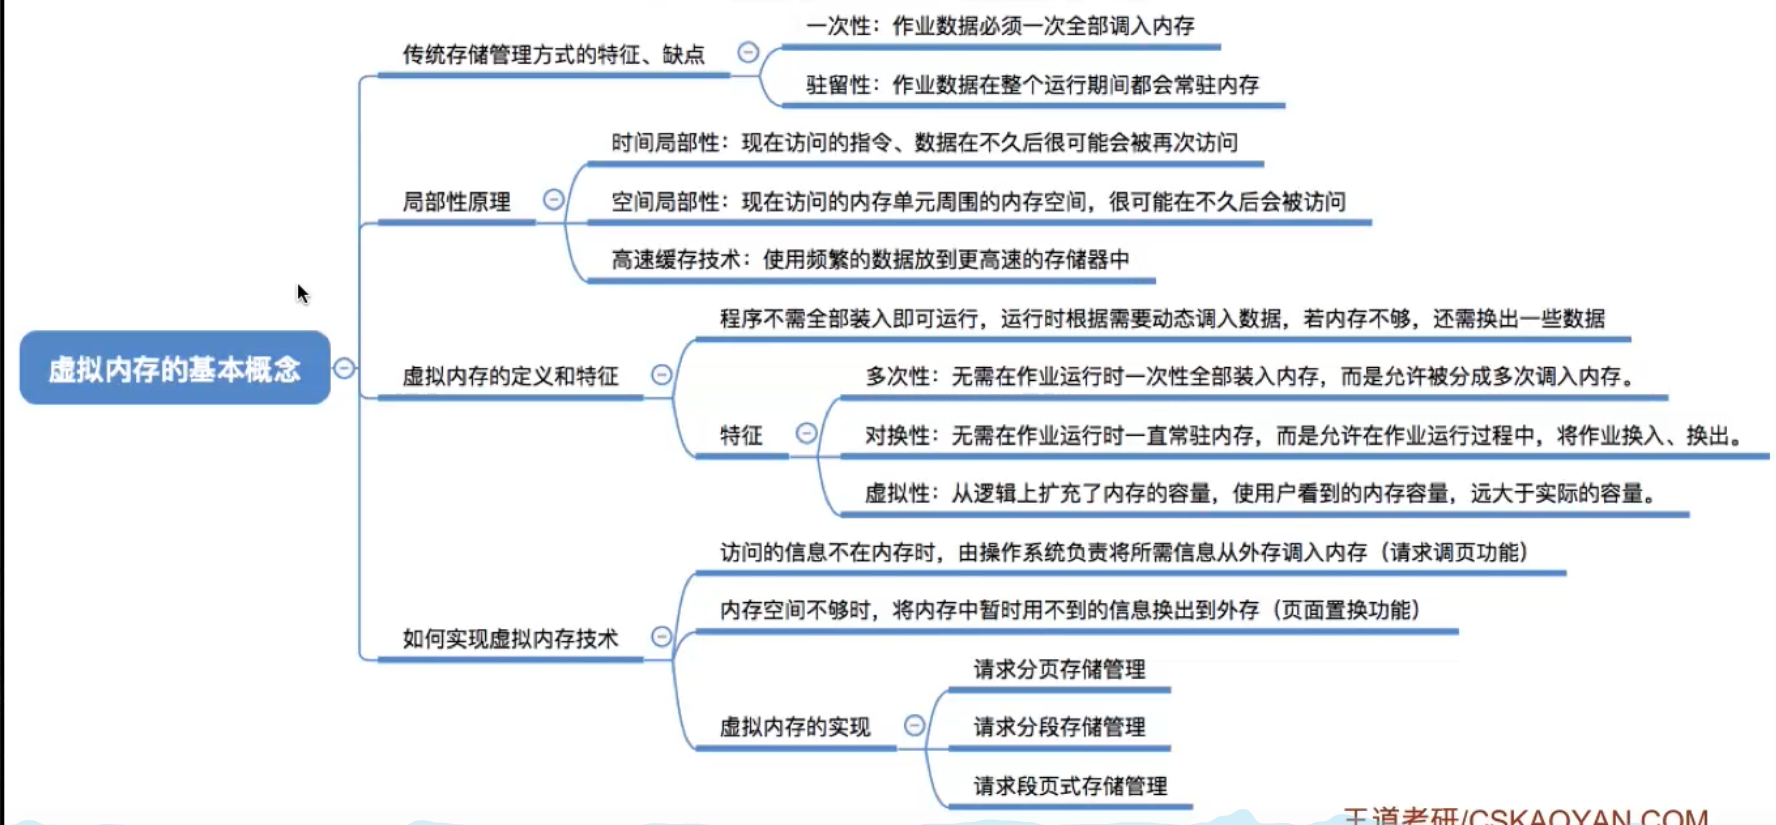 一次性：作业数据必须一次全部调入内存
传统存储管理方式的特征、缺点
驻留性：作业数据在整个运行期间都会常驻内存
时间局部性：现在访问的指令、数据在不久后很可能会被再次访问
局部性原理
空间局部性：现在访问的内存单元周围的内存空间，很可能在不久后会被访问
高速缓存技术：使用频繁的数据放到更高速的存储器中
虚拟内存的基本概念
程序不需全部装入即可运行，运行时根据需要动态调入数据，若内存不够，还需换出一些数据
虚拟内存的定义和特征
多次性：无需在作业运行时一次性全部装入内存，而是允许被分成多次调入内存。
特征
对换性：无需在作业运行时一直常驻内存，而是允许在作业运行过程中，将作业换入、换出。
虚拟性：从逻辑上扩充了内存的容量，使用户看到的内存容量，远大于实际的容量。
访问的信息不在内存时，由操作系统负责将所需信息从外存调入内存（请求调页功能）
内存空间不够时，将内存中暂时用不到的信息换出到外存（页面置换功能）
如何实现虚拟内存技术
请求分页存储管理
虚拟内存的实现
请求分段存储管理
请求段页式存储管理
王道考研/CSKAOYAN.COM